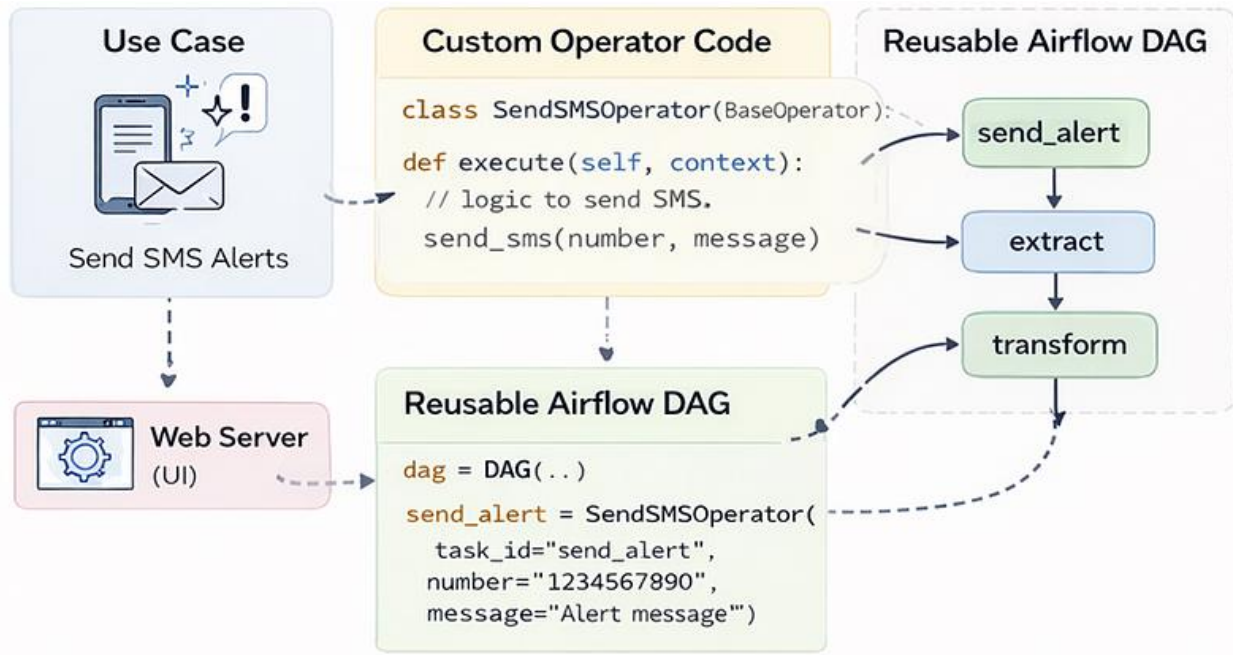 Use Case
Send SMS Alerts
Custom Operator Code
class SendSMSOperator(BaseOperator):
def execute(self, context):
// logic to send SMS.
send_sms(number, message)
Reusable Airflow DAG
send_alert
extract
transform
Web Server
(UI)
Reusable Airflow DAG
dag = DAG(..)
send_alert = SendSMSOperator(
task_id="send_alert",
number="1234567890",
message="Alert message"')